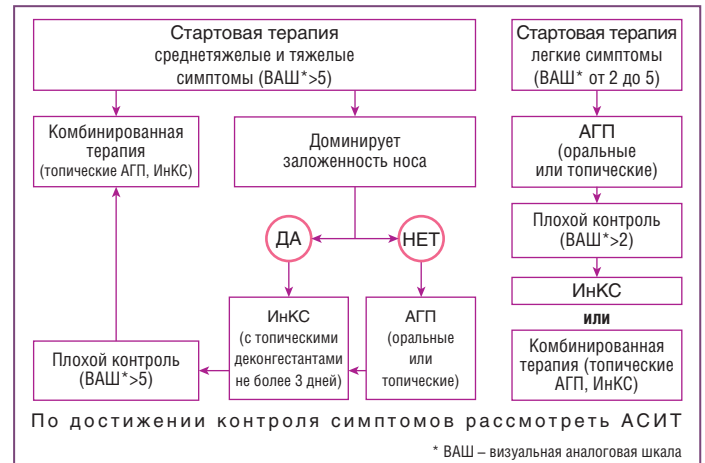 Стартовая терапия
среднетяжелые и тяжелые
симптомы (ВАШ*>5)
Стартовая терапия
легкие симптомы
(ВАШ* от 2 до 5)
Комбинированная
терапия
(топические АГП, ИнКС)
Доминирует
заложенность носа
АГП
(оральные
или топические)
ДА
НЕТ
Плохой контроль
(ВАШ*>2)
ИнКС
(с топическими
деконгестантами
не более 3 дней)
АГП
(оральные
или
топические)
ИнКС
или
Комбинированная
терапия (топические
АГП, ИнКС)
Плохой контроль
(ВАШ*>5)
По достижении контроля симптомов рассмотреть АСИТ
* ВАШ – визуальная аналоговая шкала